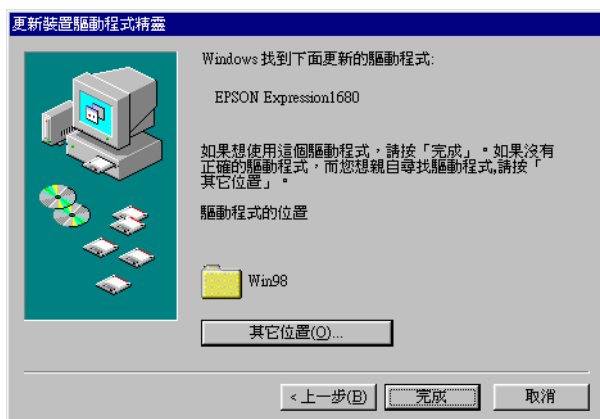 更新裝置驅動程式精靈
Windows 找到下面更新的驅動程式:
EPSON Expression1680
如果想使用這個驅動程式，請按「完成」。如果沒有
正確的驅動程式，而您想親自尋找驅動程式,請按「
其它位置」。
驅動程式的位置
Win98
其它位置(O)...
<上一步(B)
完成
取消